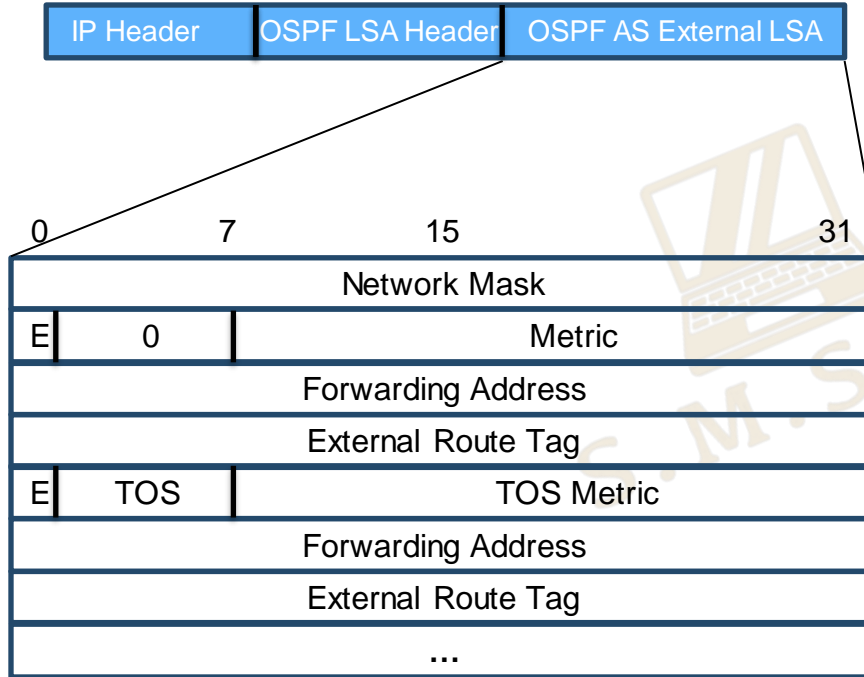 IP Header OSPF LSA Header OSPF AS External LSA
0 7 15 31
Network Mask
E 0 Metric
Forwarding Address
External Route Tag
E TOS TOS Metric
Forwarding Address
External Route Tag
...
S.M.S